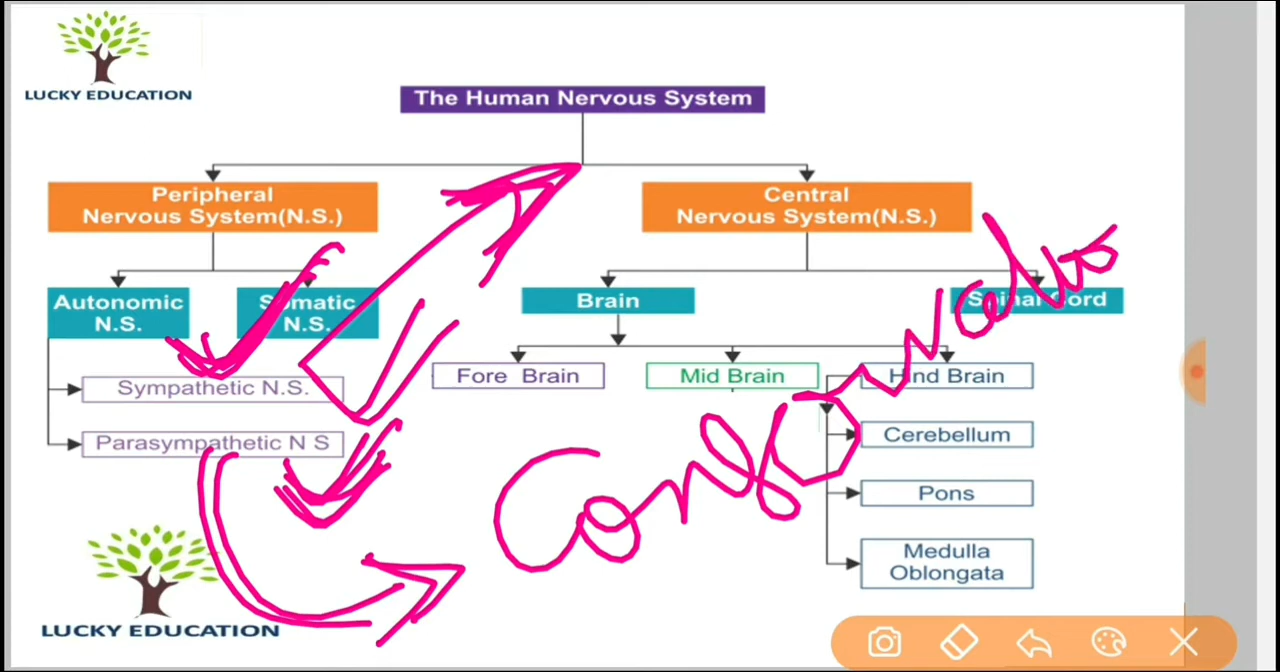 LUCKY EDUCATION
The Human Nervous System
Peripheral
Nervous System(N.S.)
Central
Nervous System(N.S.)
Autonomic
N.S.
Somatic
N.S.
Brain
Spinal Cord
Sympathetic N.S.
Parasympathetic N S
Fore Brain
Mid Brain
Hind Brain
Cerebellum
Pons
Medulla
Oblongata
LUCKY EDUCATION